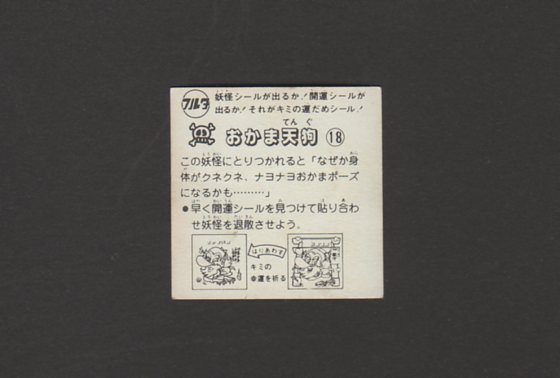 フルタ
妖怪シールが出るか!開運シールが
出るか!それがキミの運だめシール!
おかま天狗 18
てんぐ
この妖怪にとりつかれると「なぜか身
体がクネクネ、ナヨナヨおかまポーズ
になるかも………」
●早く開運シールを見つけて貼り合わ
せ妖怪を退散させよう。
はりあわす
キミの
幸運を祈る